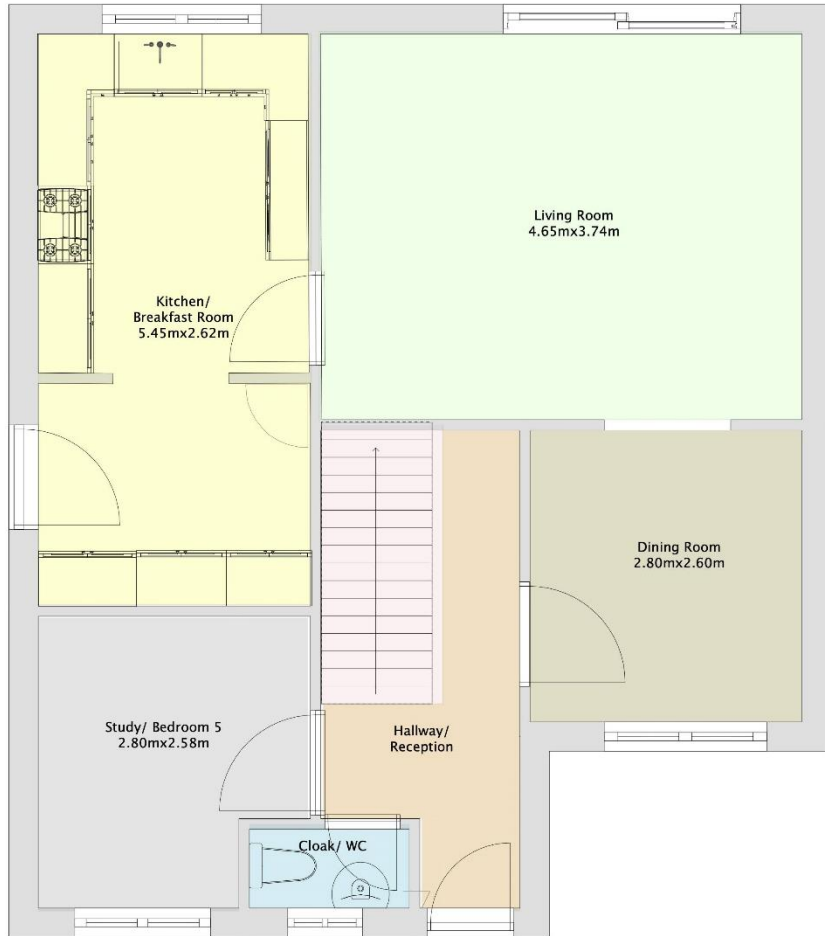 Living Room
4.65mx3.74m
Kitchen/
Breakfast Room
5.45mx2.62m
Dining Room
2.80mx2.60m
Study/ Bedroom 5
2.80mx2.58m
Hallway/
Reception
Cloak/ WC